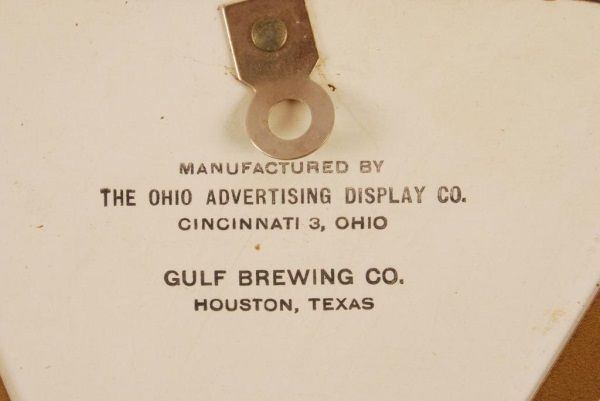 MANUFACTURED BY
THE OHIO ADVERTISING DISPLAY CO.
CINCINNATI 3, OHIO
GULF BREWING CO.
HOUSTON, TEXAS